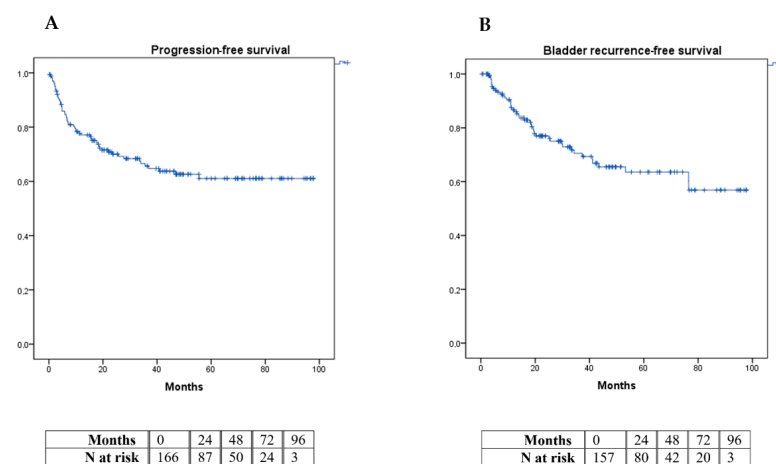 A
Progression-free survival
1,0
0,8
0,6
0,4
0,2
0,0
0 20 40 60 80 100
Months
Months 0 24 48 72 96
N at risk 166 87 50 24 3
B
Bladder recurrence-free survival
1,0
0,8
0,6
0,4
0,2
0,0
0 20 40 60 80 100
Months
Months 0 24 48 72 96
N at risk 157 80 42 20 3